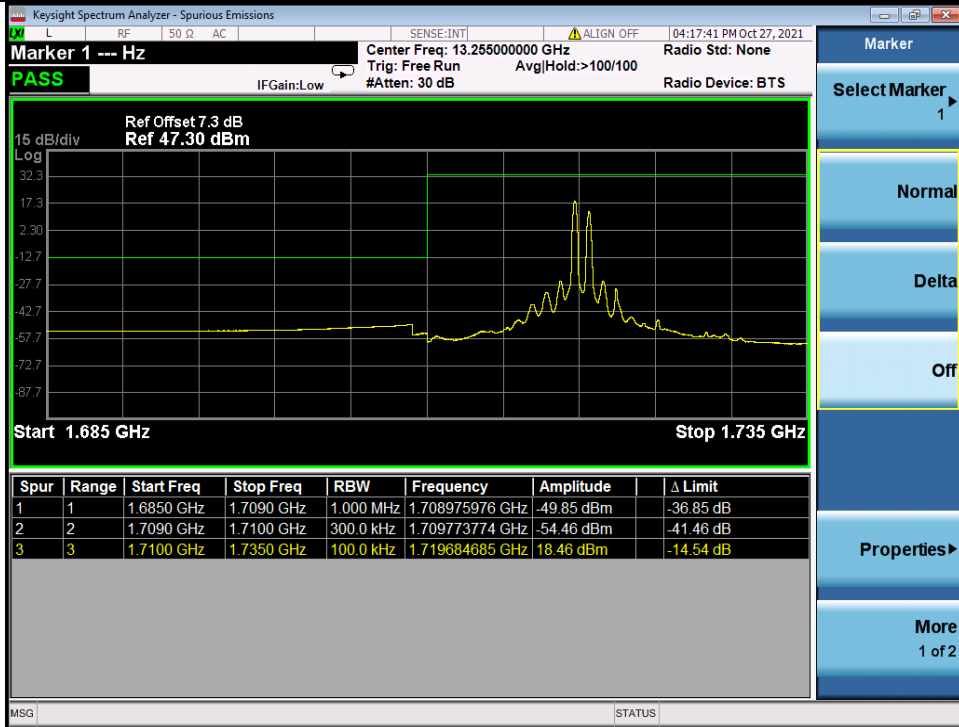 Keysight Spectrum Analyzer - Spurious Emissions
LXI L RF 50 Ω AC SENSE:INT ALIGN OFF 04:17:41 PM Oct 27, 2021
Marker 1 --- Hz
PASS
IFGain:Low
Center Freq: 13.255000000 GHz
Trig: Free Run Avg|Hold:>100/100
#Atten: 30 dB
Radio Std: None
Radio Device: BTS
Ref Offset 7.3 dB
15 dB/div Ref 47.30 dBm
Log
32.3
17.3
2.30
-12.7
-27.7
-42.7
-57.7
-72.7
-87.7
Start 1.685 GHz Stop 1.735 GHz
Spur Range Start Freq Stop Freq RBW Frequency Amplitude Δ Limit
1 1 1.6850 GHz 1.7090 GHz 1.000 MHz 1.708975976 GHz -49.85 dBm -36.85 dB
2 2 1.7090 GHz 1.7100 GHz 300.0 kHz 1.709773774 GHz -54.46 dBm -41.46 dB
3 3 1.7100 GHz 1.7350 GHz 100.0 kHz 1.719684685 GHz 18.46 dBm -14.54 dB
MSG STATUS
Marker
Select Marker
1
Normal
Delta
Off
Properties
More
1 of 2